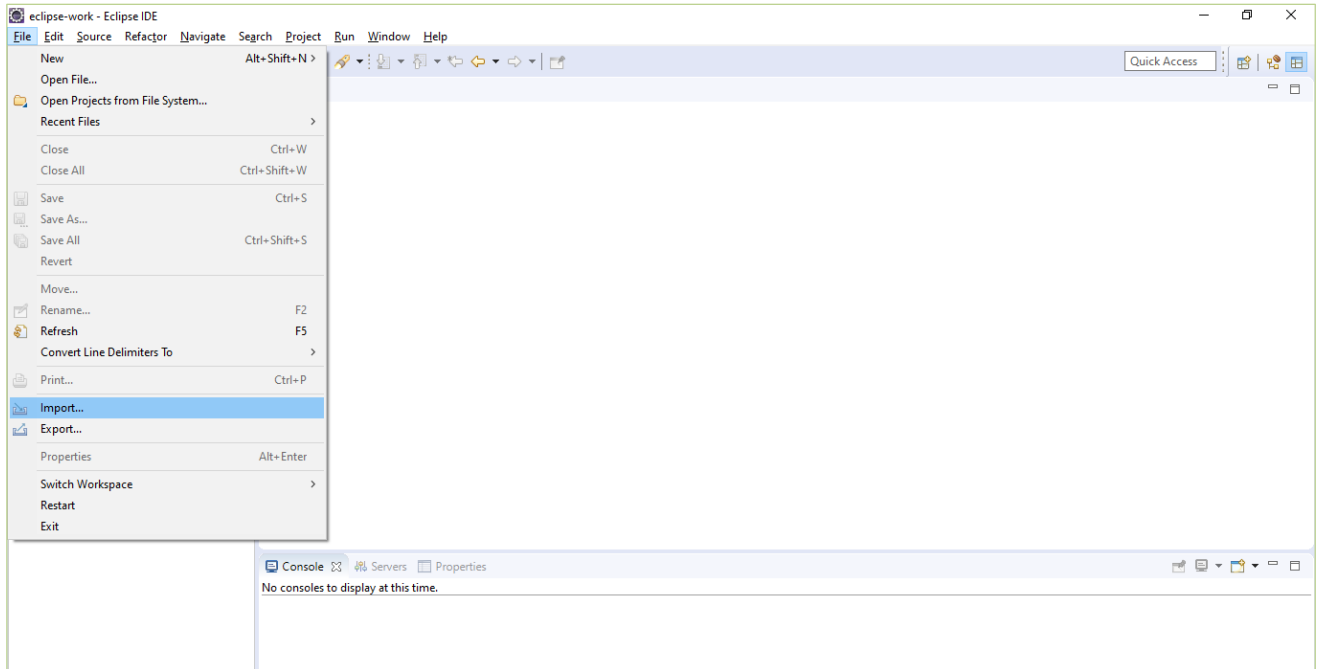 eclipse-work - Eclipse IDE
File Edit Source Refactor Navigate Search Project Run Window Help
New Alt+Shift+N >
Quick Access
Open File...
Open Projects from File System...
Recent Files >
Close Ctrl+W
Close All Ctrl+Shift+W
Save Ctrl+S
Save As...
Save All Ctrl+Shift+S
Revert
Move...
Rename... F2
Refresh F5
Convert Line Delimiters To >
Print... Ctrl+P
Import...
Export...
Properties Alt+Enter
Switch Workspace >
Restart
Exit
Console Servers Properties
No consoles to display at this time.